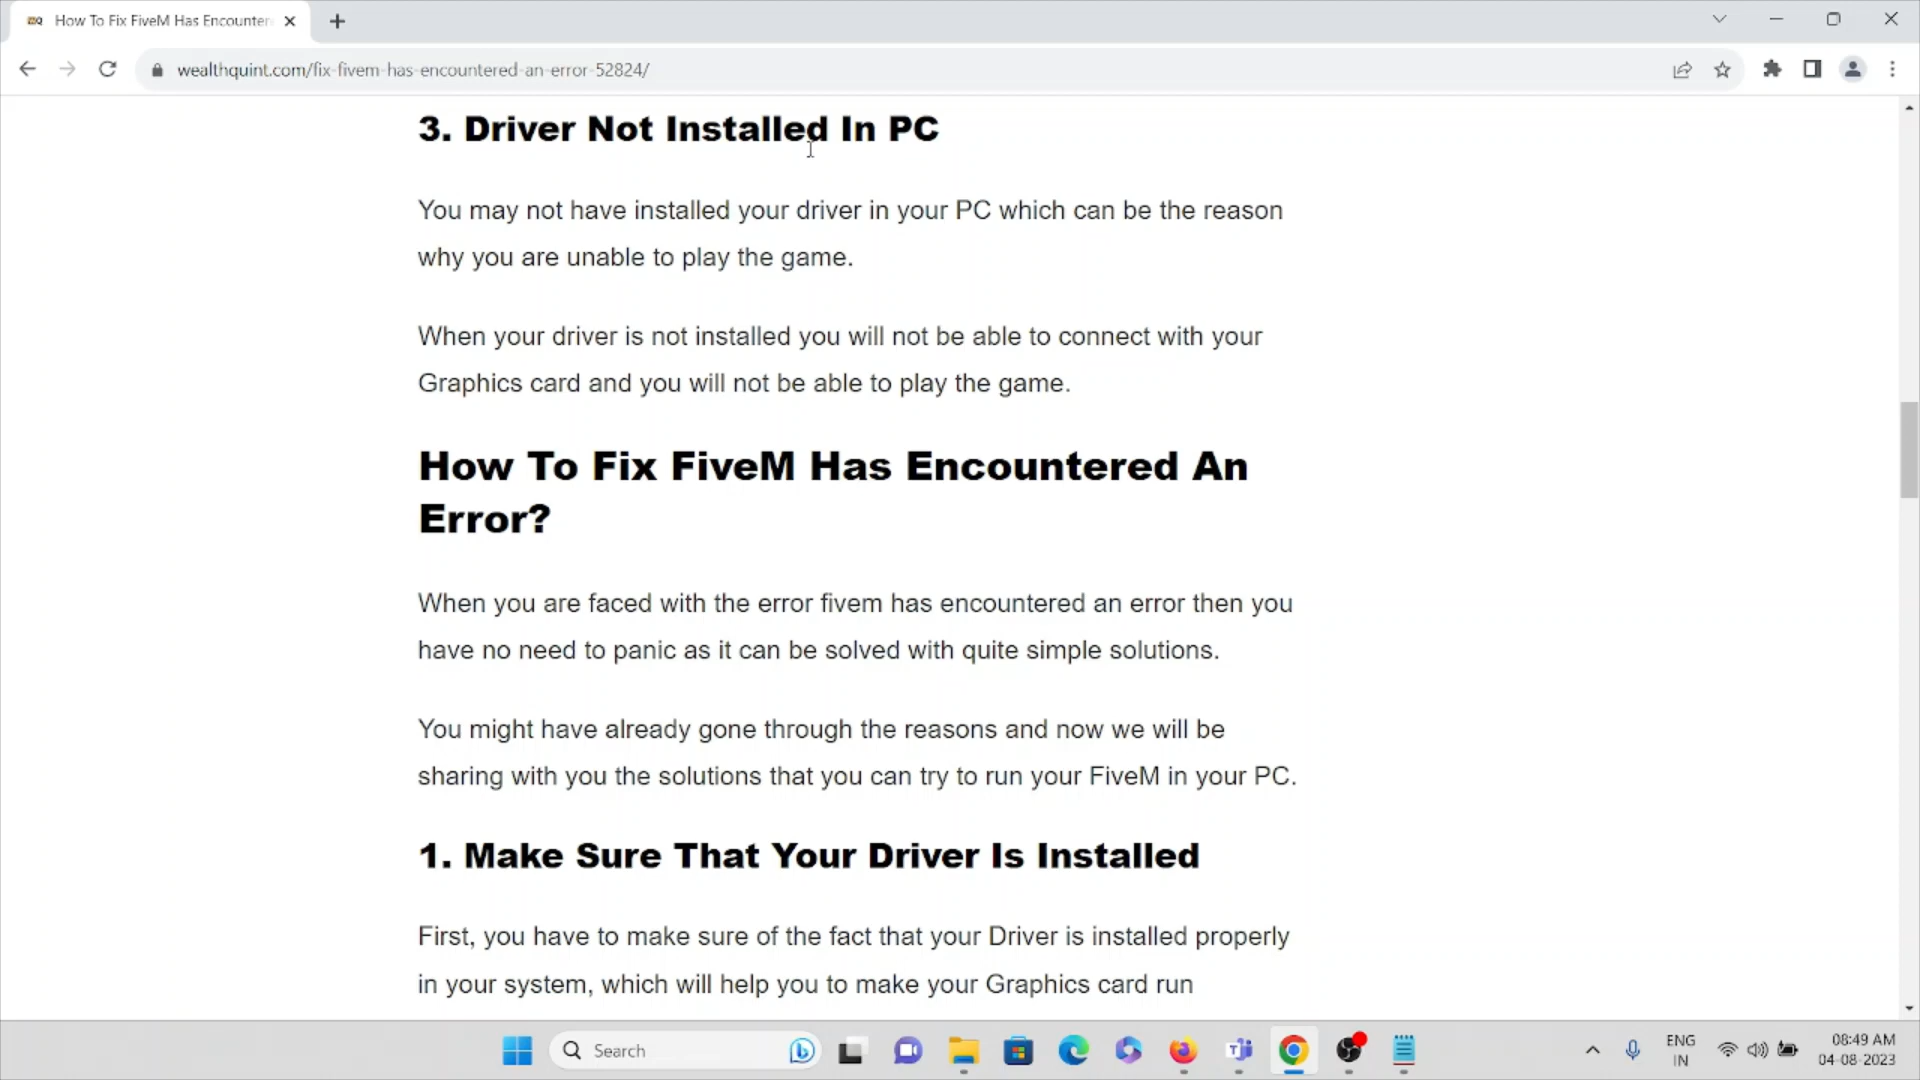 How To Fix FiveM Has Encounter
wealthquint.com/fix-fivem-has-encountered-an-error-52824/
3. Driver Not Installed In PC
You may not have installed your driver in your PC which can be the reason
why you are unable to play the game.
When your driver is not installed you will not be able to connect with your
Graphics card and you will not be able to play the game.
How To Fix FiveM Has Encountered An
Error?
When you are faced with the error fivem has encountered an error then you
have no need to panic as it can be solved with quite simple solutions.
You might have already gone through the reasons and now we will be
sharing with you the solutions that you can try to run your FiveM in your PC.
1. Make Sure That Your Driver Is Installed
First, you have to make sure of the fact that your Driver is installed properly
in your system, which will help you to make your Graphics card run
Search
ENG
IN
08:49 AM
04-08-2023